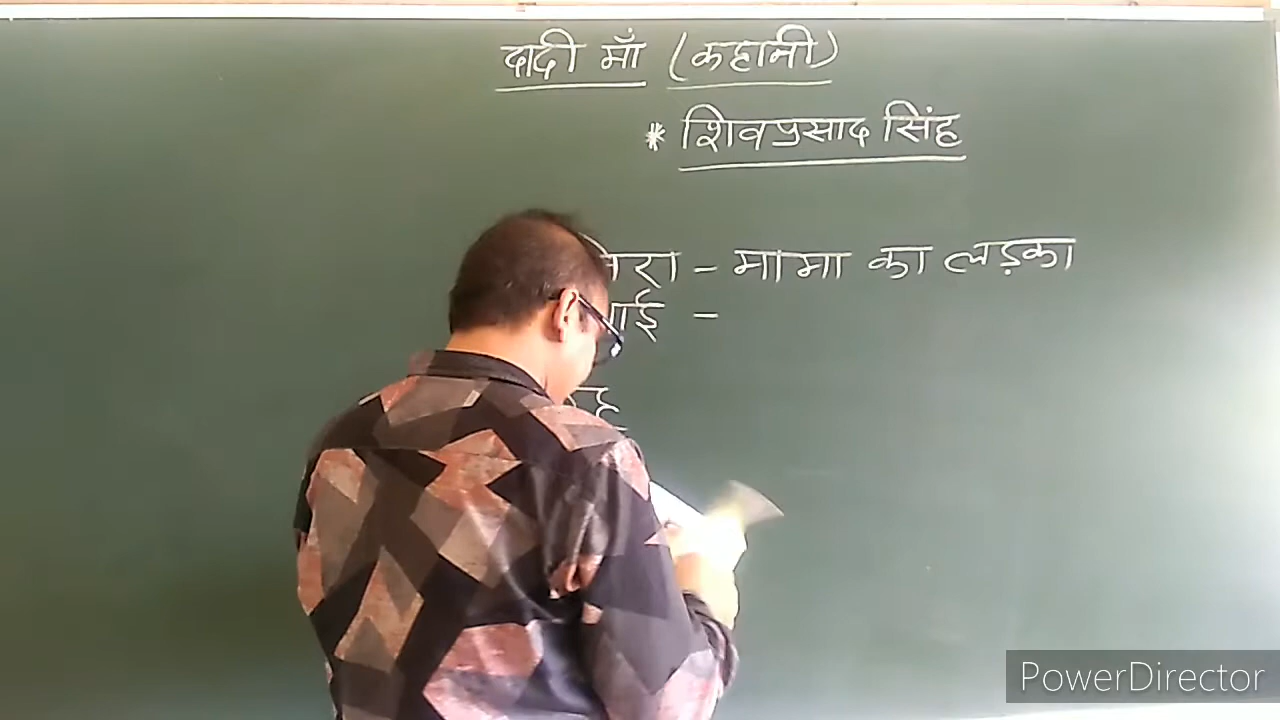 दादी माँ (कहानी)
* शिवप्रसाद सिंह
- मामा का लड़का
-
PowerDirector